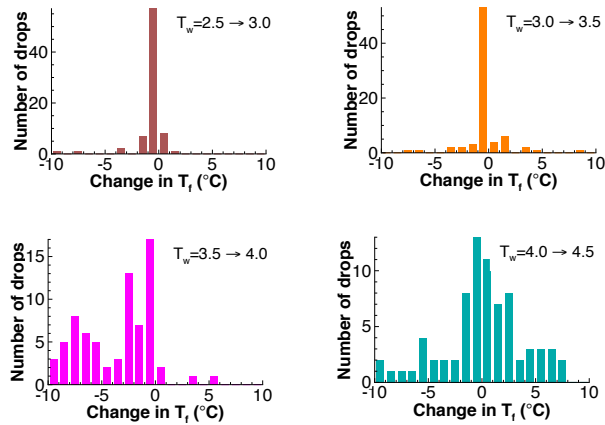 T_w=2.5 → 3.0
Number of drops
40
20
0
-10 -5 0 5 10
Change in T_f (°C)
T_w=3.0 → 3.5
Number of drops
40
20
0
-10 -5 0 5 10
Change in T_f (°C)
T_w=3.5 → 4.0
Number of drops
15
10
5
0
-10 -5 0 5 10
Change in T_f (°C)
T_w=4.0 → 4.5
Number of drops
10
5
0
-10 -5 0 5 10
Change in T_f (°C)